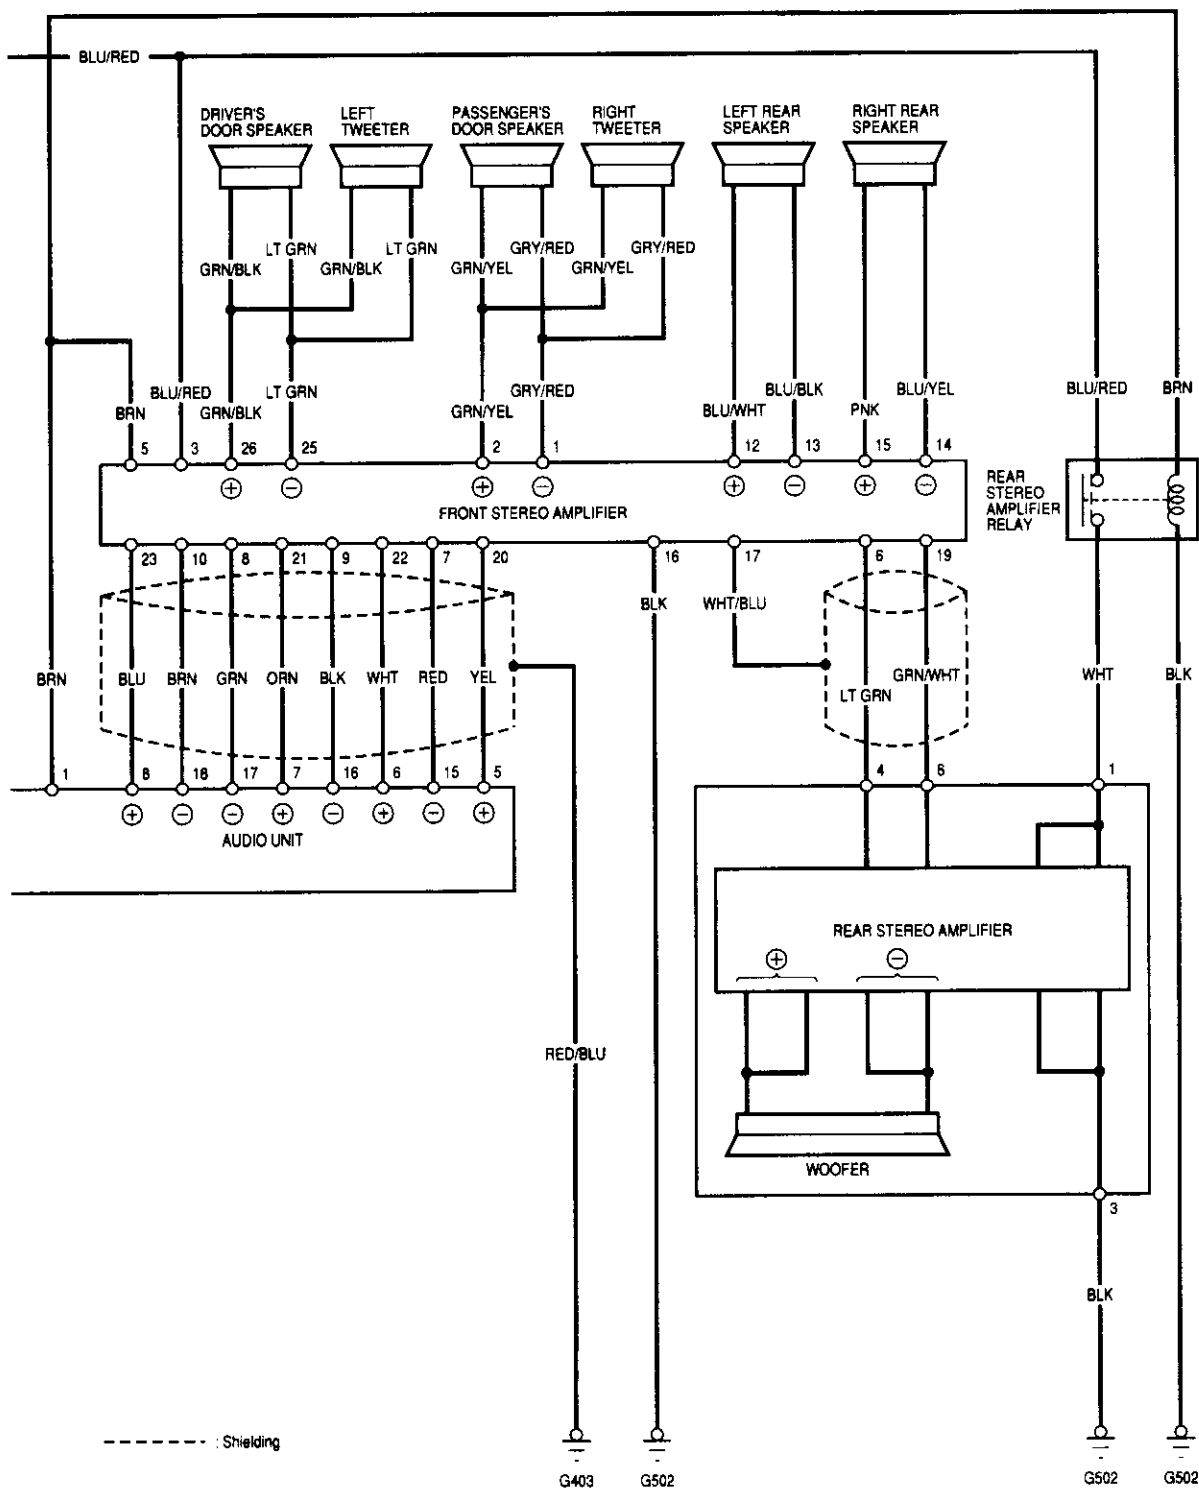 BLU/RED
DRIVER'S
DOOR SPEAKER
LEFT
TWEETER
PASSENGER'S
DOOR SPEAKER
RIGHT
TWEETER
LEFT REAR
SPEAKER
RIGHT REAR
SPEAKER
LT GRN LT GRN GRY/RED GRY/RED
GRN/BLK GRN/BLK GRN/YEL GRN/YEL
BLU/RED LT GRN GRY/RED BLU/BLK BLU/YEL BLU/RED BRN
BRN GRN/BLK GRN/YEL BLU/WHT PNK
5 3 26 25 2 1 12 13 15 14
+ − + − + − + −
FRONT STEREO AMPLIFIER
REAR
STEREO
AMPLIFIER
RELAY
23 10 8 21 9 22 7 20 16 17 6 19
BLK WHT/BLU
BRN BLU BRN GRN ORN BLK WHT RED YEL GRN/WHT WHT BLK
LT GRN
1 8 18 17 7 16 6 15 5 4 6 1
+ − − + − + − +
AUDIO UNIT
REAR STEREO AMPLIFIER
+ −
RED/BLU
WOOFER
3
BLK
: Shielding
G403 G502 G502 G502